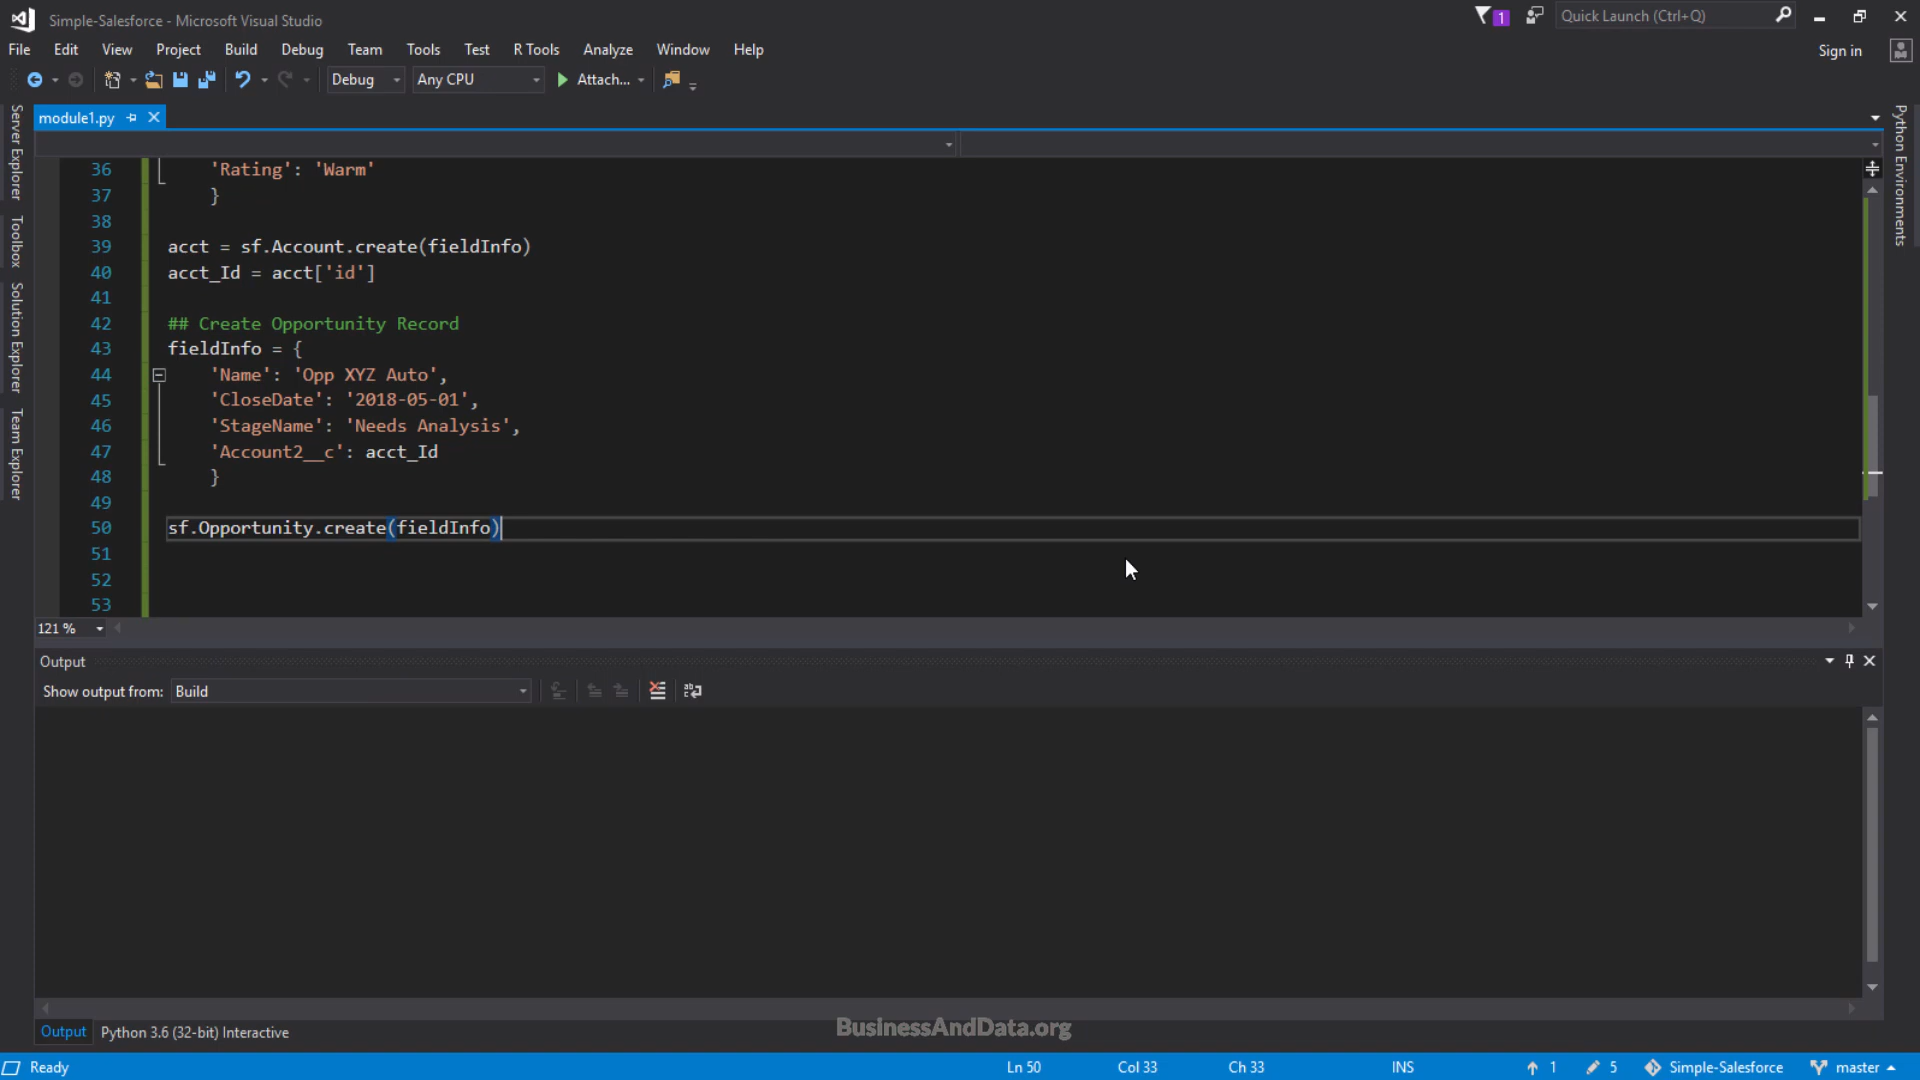 Simple-Salesforce - Microsoft Visual Studio
1
Quick Launch (Ctrl+Q)
File Edit View Project Build Debug Team Tools Test R Tools Analyze Window Help
Sign in
Debug Any CPU Attach...
Server Explorer
Toolbox
Solution Explorer
Team Explorer
Python Environments
module1.py
36 'Rating': 'Warm'
37 }
38
39 acct = sf.Account.create(fieldInfo)
40 acct_Id = acct['id']
41
42 ## Create Opportunity Record
43 fieldInfo = {
44 'Name': 'Opp XYZ Auto',
45 'CloseDate': '2018-05-01',
46 'StageName': 'Needs Analysis',
47 'Account2__c': acct_Id
48 }
49
50 sf.Opportunity.create(fieldInfo)
51
52
53
121 %
Output
Show output from: Build
Output Python 3.6 (32-bit) Interactive
BusinessAndData.org
Ready Ln 50 Col 33 Ch 33 INS 1 5 Simple-Salesforce master